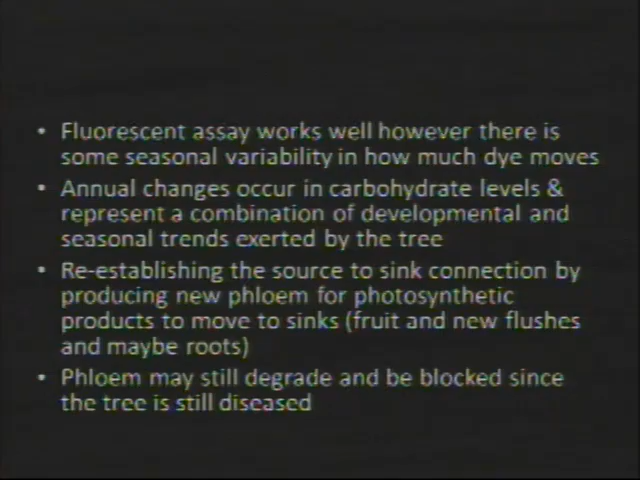 • Fluorescent assay works well however there is
some seasonal variability in how much dye moves
• Annual changes occur in carbohydrate levels &
represent a combination of developmental and
seasonal trends exerted by the tree
• Re-establishing the source to sink connection by
producing new phloem for photosynthetic
products to move to sinks (fruit and new flushes
and maybe roots)
• Phloem may still degrade and be blocked since
the tree is still diseased